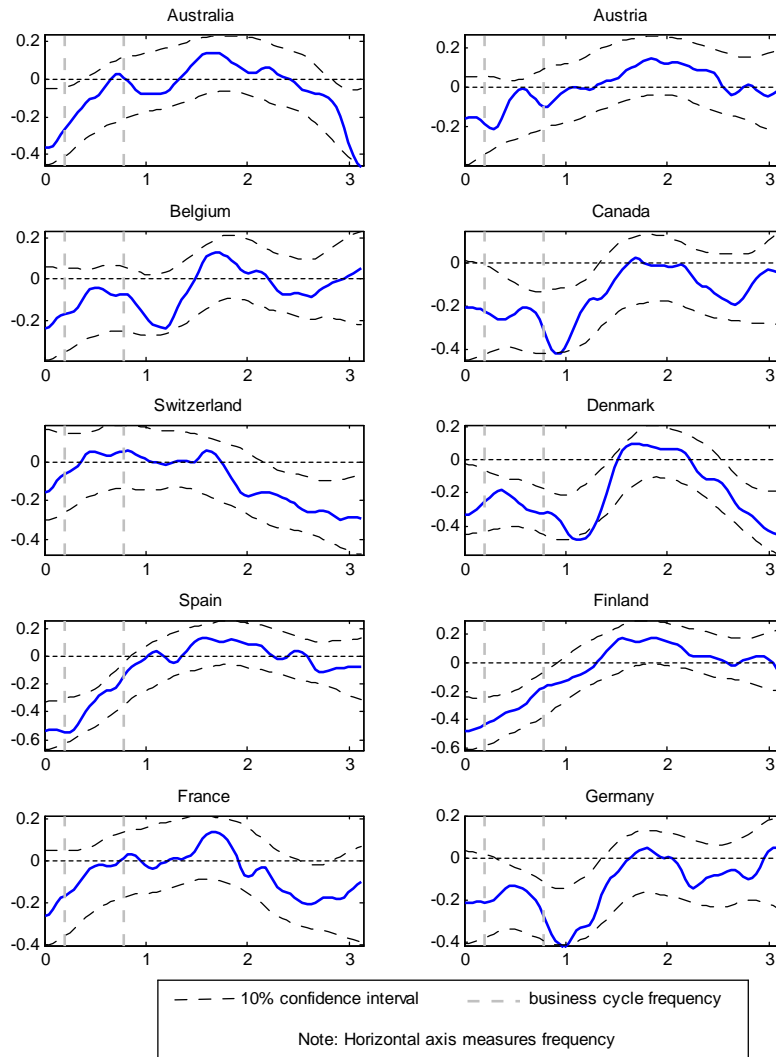 Australia
0.2
0
-0.2
-0.4
0 1 2 3
Austria
0.2
0
-0.2
0 1 2 3
Belgium
0.2
0
-0.2
0 1 2 3
Canada
0
-0.2
-0.4
0 1 2 3
Switzerland
0.2
0
-0.2
-0.4
0 1 2 3
Denmark
0.2
0
-0.2
-0.4
0 1 2 3
Spain
0.2
0
-0.2
-0.4
-0.6
0 1 2 3
Finland
0.2
0
-0.2
-0.4
-0.6
0 1 2 3
France
0.2
0
-0.2
-0.4
0 1 2 3
Germany
0.2
0
-0.2
-0.4
0 1 2 3
10% confidence interval business cycle frequency
Note: Horizontal axis measures frequency